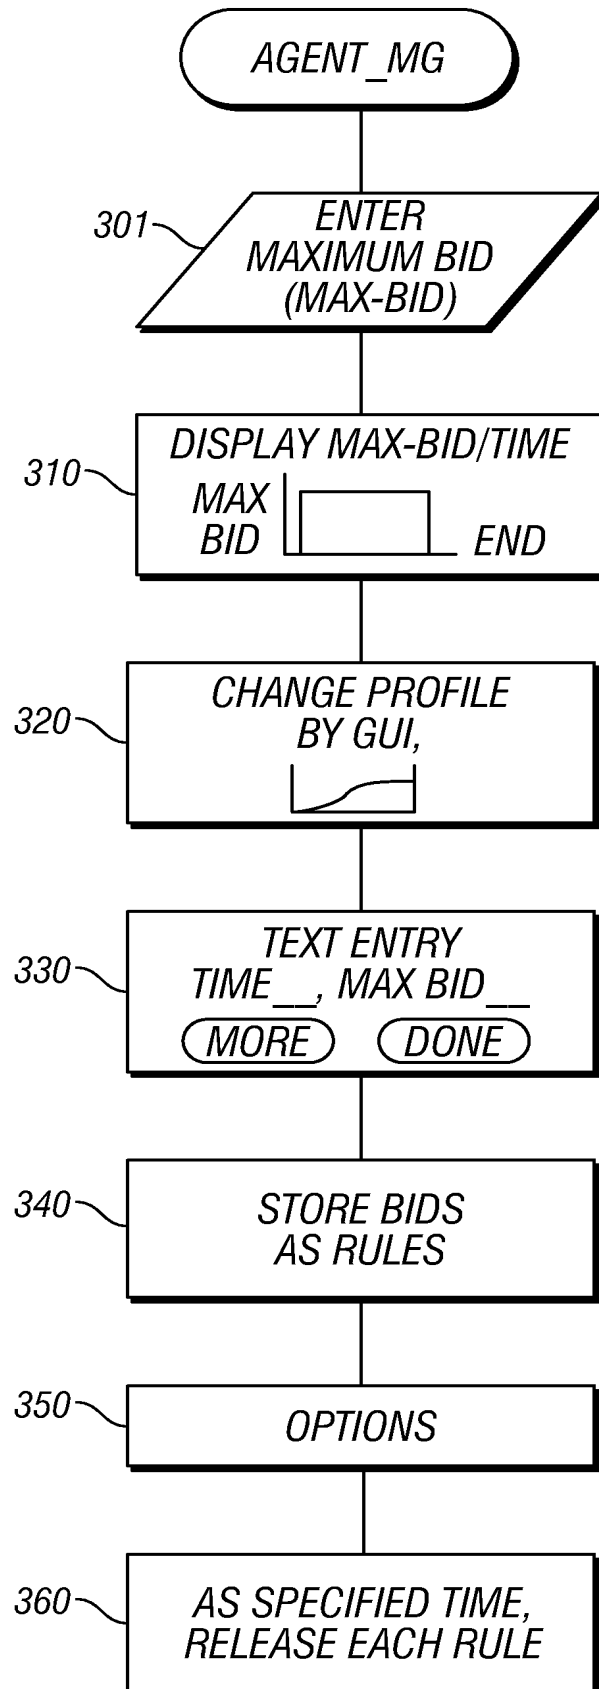 AGENT_MG
301
ENTER
MAXIMUM BID
(MAX-BID)
310
DISPLAY MAX-BID/TIME
MAX
BID
END
320
CHANGE PROFILE
BY GUI,
330
TEXT ENTRY
TIME__, MAX BID__
MORE DONE
340
STORE BIDS
AS RULES
350
OPTIONS
360
AS SPECIFIED TIME,
RELEASE EACH RULE